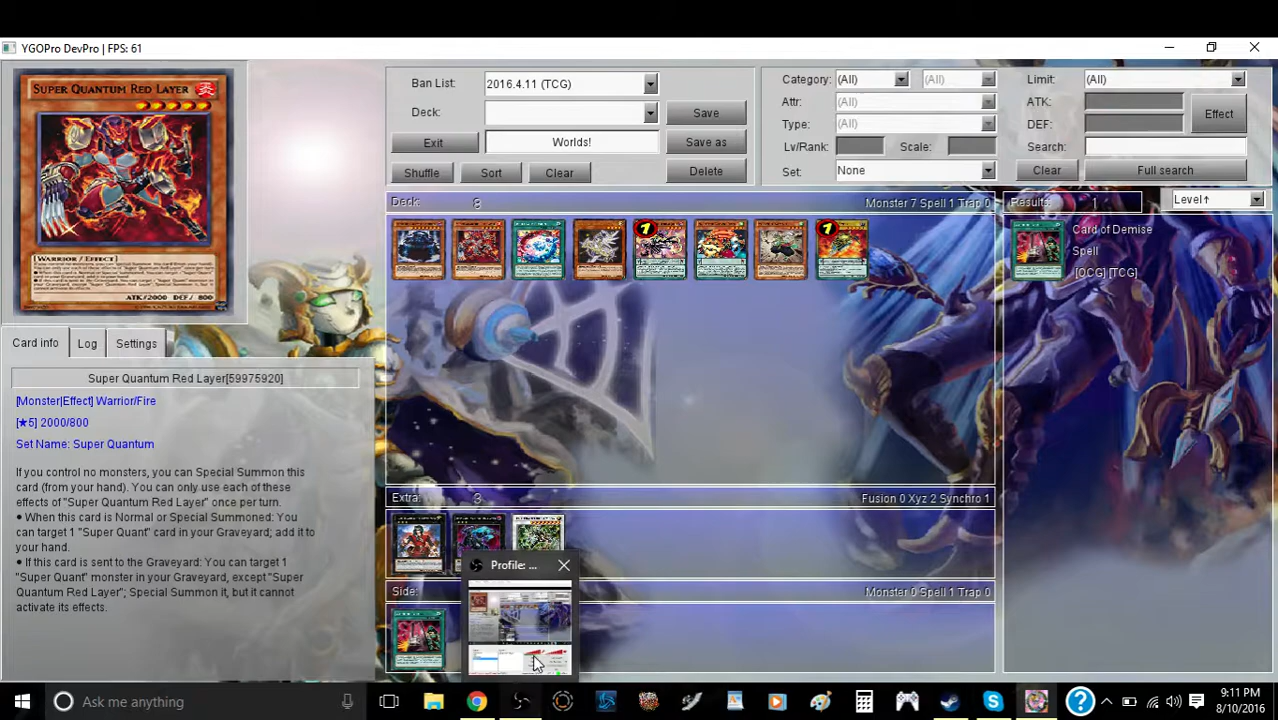 YGOPro DevPro | FPS: 61
SUPER QUANTUM RED LAYER
[WARRIOR / EFFECT]
ATK/2000 DEF/ 800
Card info
Log
Settings
Super Quantum Red Layer[59975920]
[Monster|Effect] Warrior/Fire
[★5] 2000/800
Set Name: Super Quantum
If you control no monsters, you can Special Summon this
card (from your hand). You can only use each of these
effects of "Super Quantum Red Layer" once per turn.
● When this card is Normal or Special Summoned: You
can target 1 "Super Quant" card in your Graveyard; add it to
your hand.
● If this card is sent to the Graveyard: You can target 1
"Super Quant" monster in your Graveyard, except "Super
Quantum Red Layer"; Special Summon it, but it cannot
activate its effects.
Ban List:
2016.4.11 (TCG)
Deck:
Save
Exit
Worlds!
Save as
Shuffle
Sort
Clear
Delete
Category:
(All)
(All)
Limit:
(All)
Attr:
(All)
ATK:
Effect
Type:
(All)
DEF:
Lv/Rank:
Scale:
Search:
Set:
None
Clear
Full search
Deck:
8
Monster 7 Spell 1 Trap 0
1
1
Results:
1
Level↑
Card of Demise
Spell
[OCG] [TCG]
Extra:
3
Fusion 0 Xyz 2 Synchro 1
Profile: ...
Side:
Monster 0 Spell 1 Trap 0
Ask me anything
9:11 PM
8/10/2016